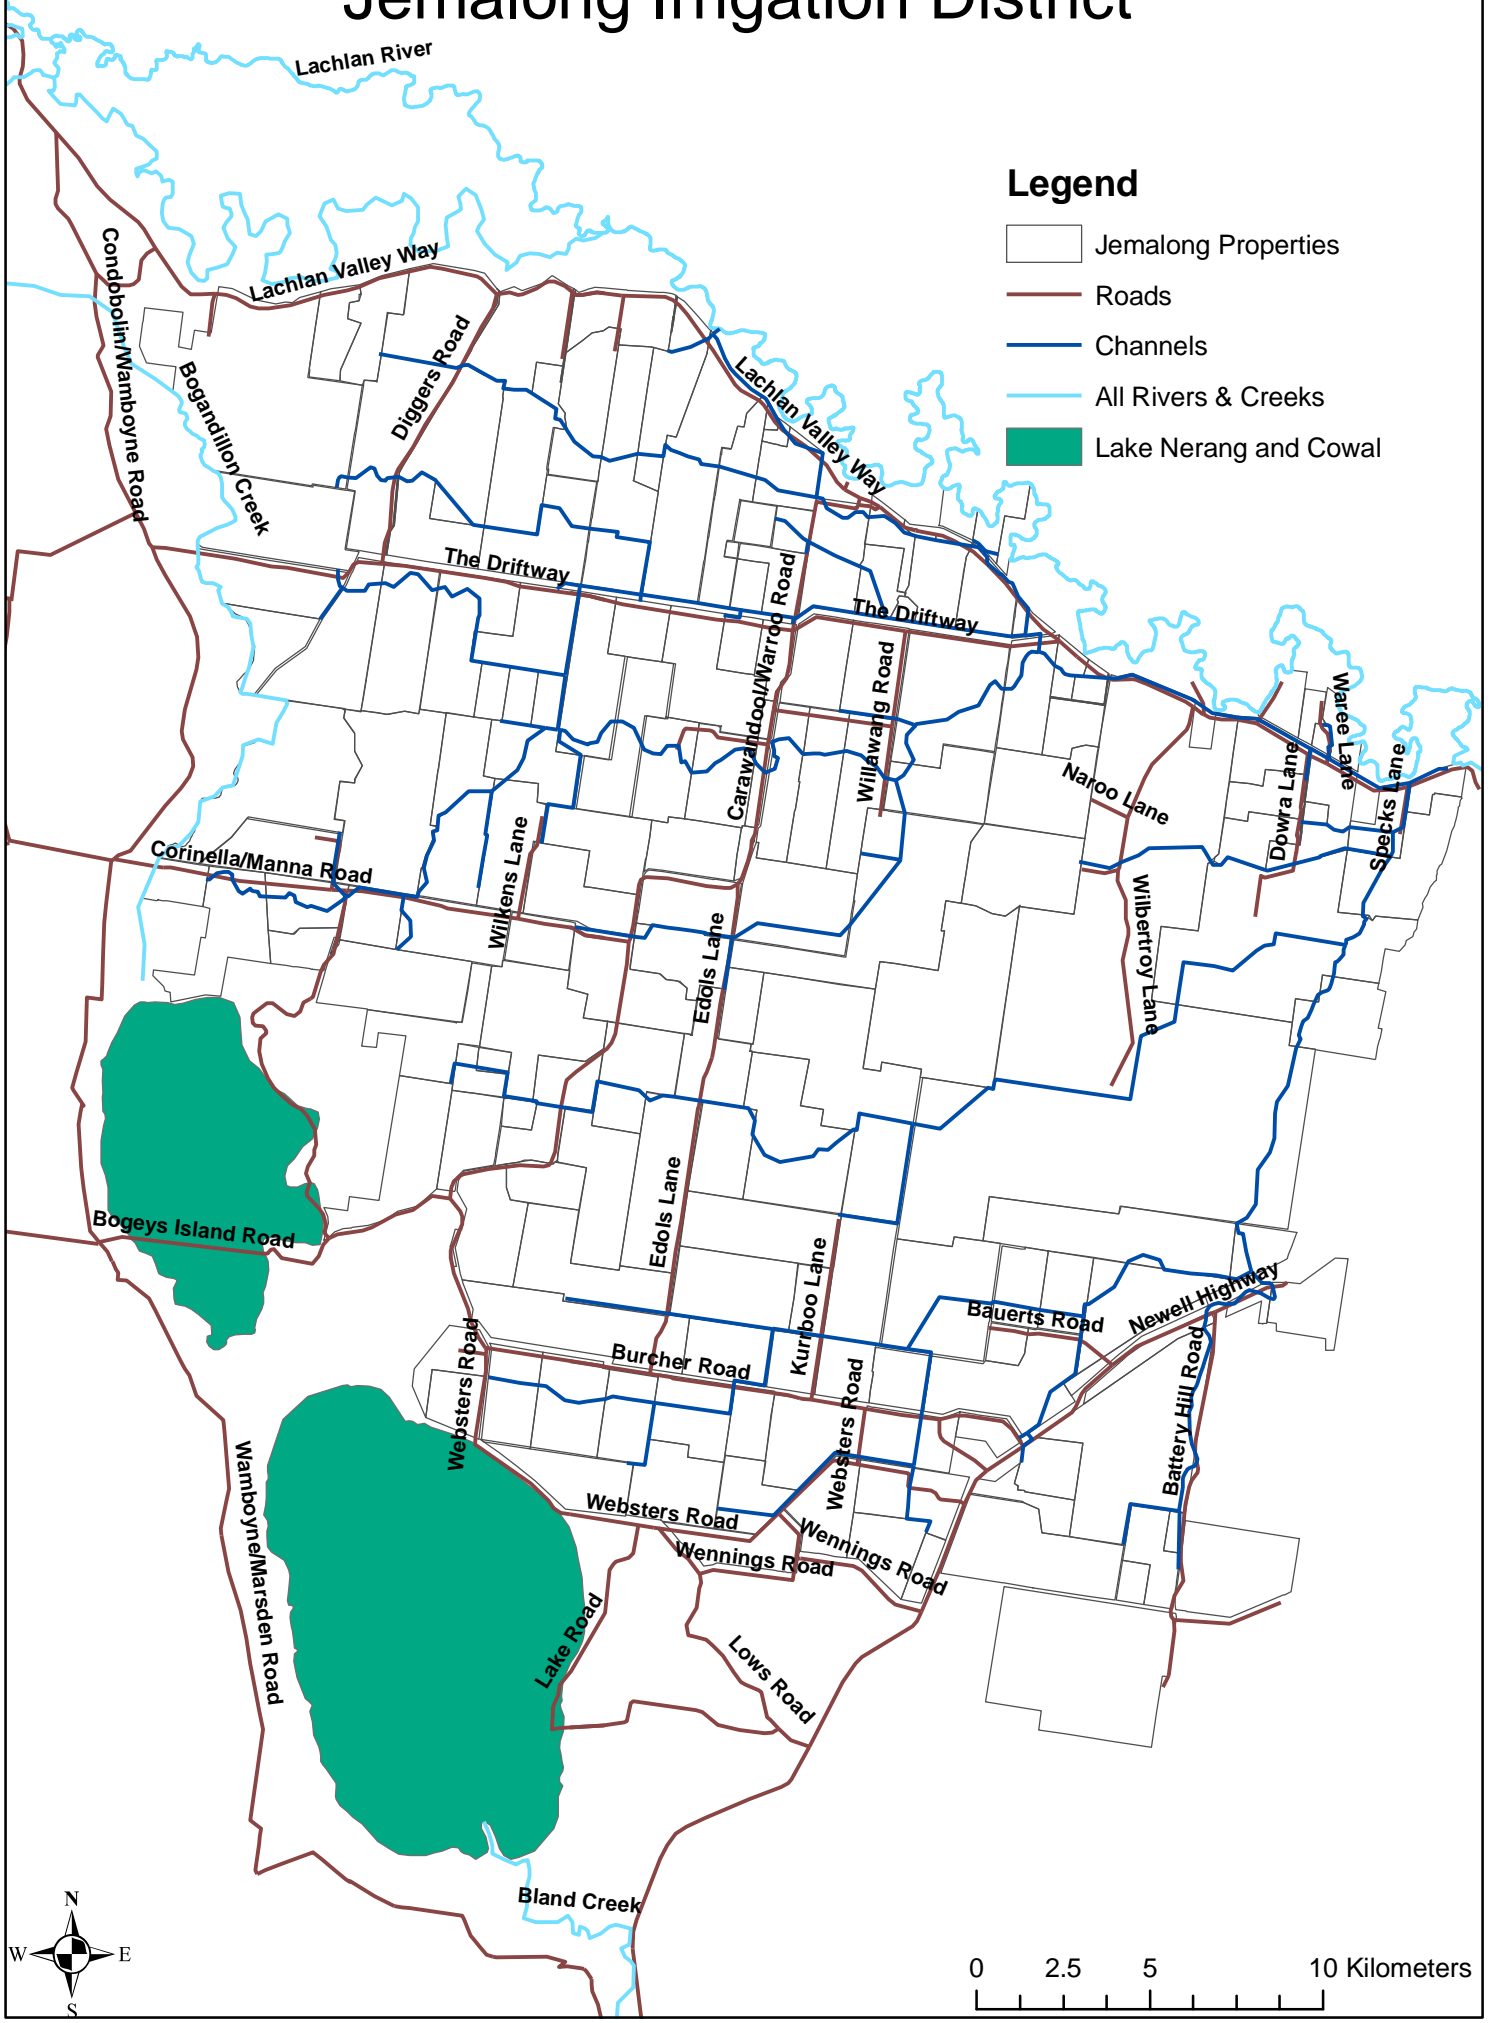 Jemalong Irrigation District
Lachlan River
Legend
Jemalong Properties
Roads
Channels
All Rivers & Creeks
Lake Nerang and Cowal
Lachlan Valley Way
Condobolin/Wamboyne Road
Bogandillon Creek
Diggers Road
Lachlan Valley Way
The Driftway
Carawandool/Warroo Road
The Driftway
Willawang Road
Naroo Lane
Waree Lane
Dowra Lane
Specks Lane
Corinella/Manna Road
Wilkens Lane
Edols Lane
Wilbertroy Lane
Edols Lane
Bogeys Island Road
Kurrboo Lane
Bauerts Road
Newell Highway
Burcher Road
Websters Road
Websters Road
Battery Hill Road
Wamboyne/Marsden Road
Websters Road
Wennings Road
Wennings Road
Lake Road
Lows Road
Bland Creek
N
W
E
S
0 2.5 5 10 Kilometers